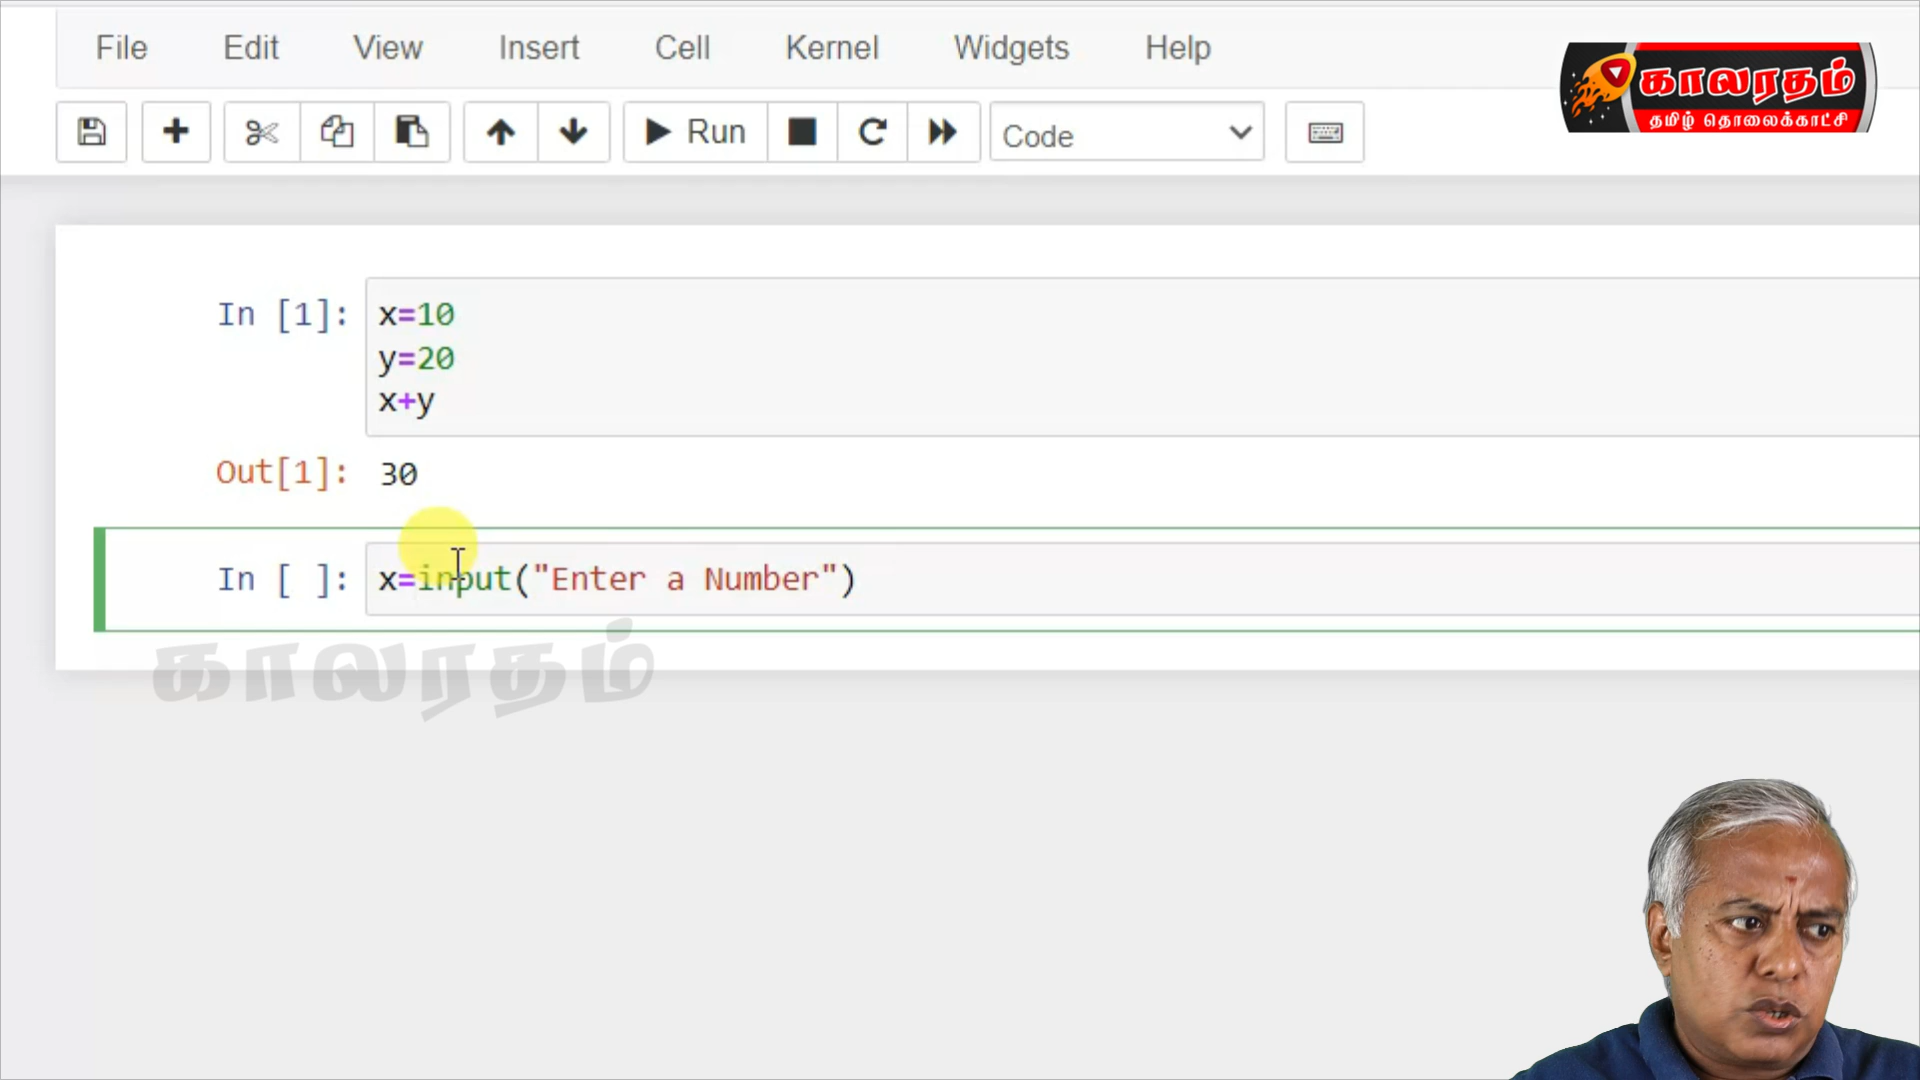 File Edit View Insert Cell Kernel Widgets Help
காலரதம்
தமிழ் தொலைக்காட்சி
Run Code
In [1]: x=10
y=20
x+y
Out[1]: 30
In [ ]: x=input("Enter a Number")
காலரதம்